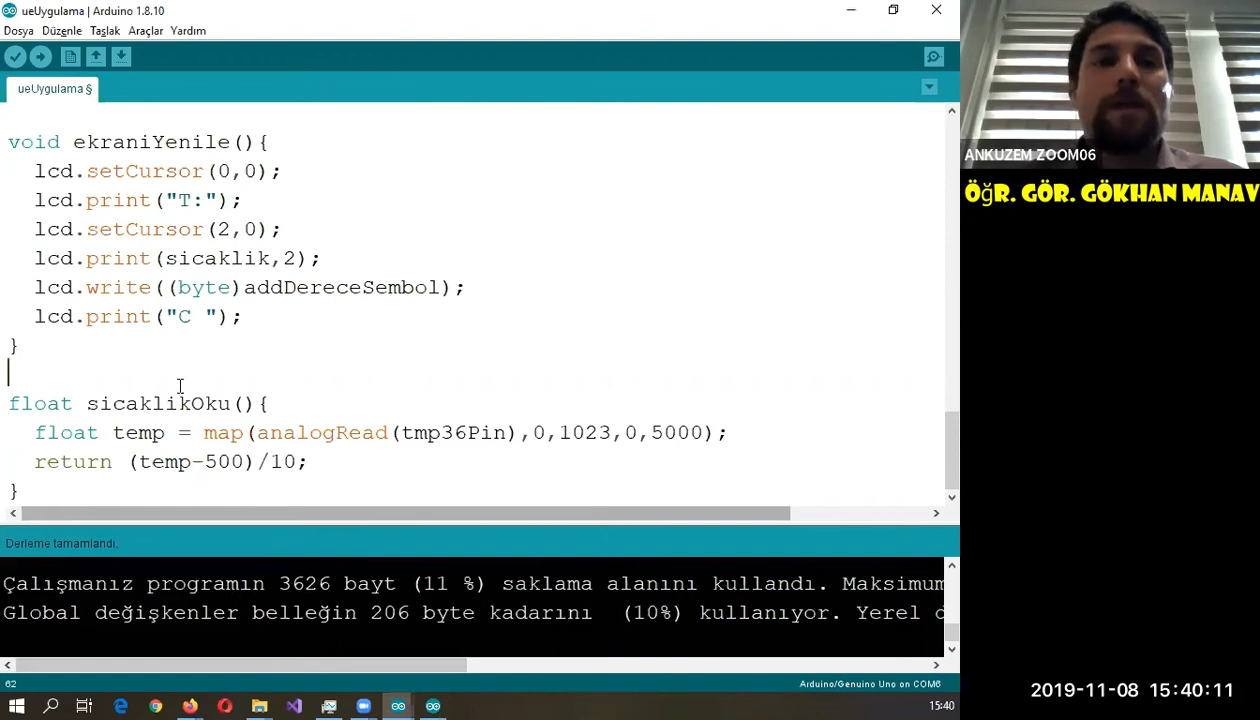 ueUygulama | Arduino 1.8.10
Dosya Düzenle Taslak Araçlar Yardım
ueUygulama §
void ekraniYenile(){
lcd.setCursor(0,0);
lcd.print("T:");
lcd.setCursor(2,0);
lcd.print(sicaklik,2);
lcd.write((byte)addDereceSembol);
lcd.print("C ");
}
float sicaklikOku(){
float temp = map(analogRead(tmp36Pin),0,1023,0,5000);
return (temp-500)/10;
}
Derleme tamamlandı.
Çalışmanız programın 3626 bayt (11 %) saklama alanını kullandı. Maksimum
Global değişkenler belleğin 206 byte kadarını (10%) kullanıyor. Yerel d
62
Arduino/Genuino Uno on COM6
15:40
ANKUZEM ZOOM06
ÖĞR. GÖR. GÖKHAN MANAV
2019-11-08 15:40:11